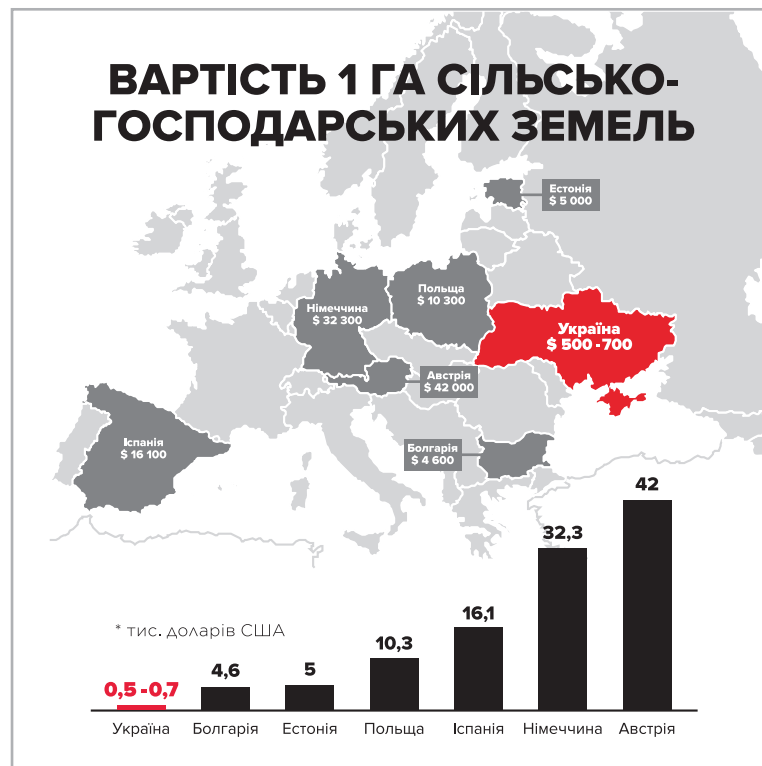 ВАРТІСТЬ 1 ГА СІЛЬСЬКО-
ГОСПОДАРСЬКИХ ЗЕМЕЛЬ
Естонія
$ 5 000
Польща
$ 10 300
Німеччина
$ 32 300
Україна
$ 500 - 700
Австрія
$ 42 000
Іспанія
$ 16 100
Болгарія
$ 4 600
* тис. доларів США
0,5 - 0,7
4,6
5
10,3
16,1
32,3
42
Україна
Болгарія
Естонія
Польща
Іспанія
Німеччина
Австрія